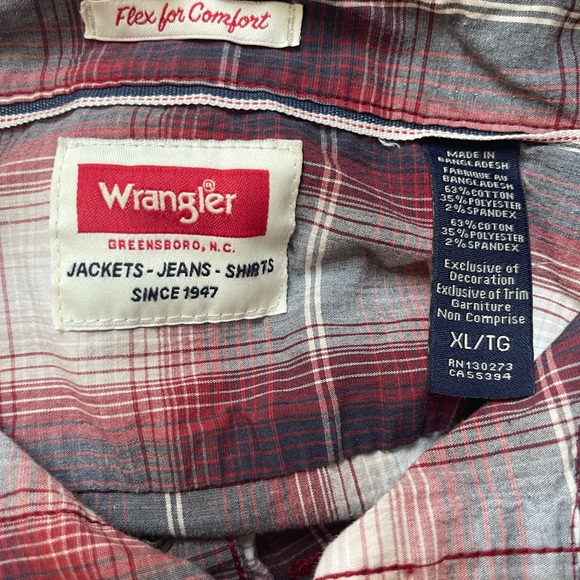 Flex for Comfort
Wrangler®
GREENSBORO, N.C.
JACKETS - JEANS - SHIRTS
SINCE 1947
MADE IN
BANGLADESH
FABRIQUE AU
BANGLADESH
63% COTTON
35% POLYESTER
2% SPANDEX
63% COTON
35% POLYESTER
2% SPANDEX
Exclusive of
Decoration
Exclusive of Trim
Garniture
Non Comprise
XL/TG
RN130273
CA55394